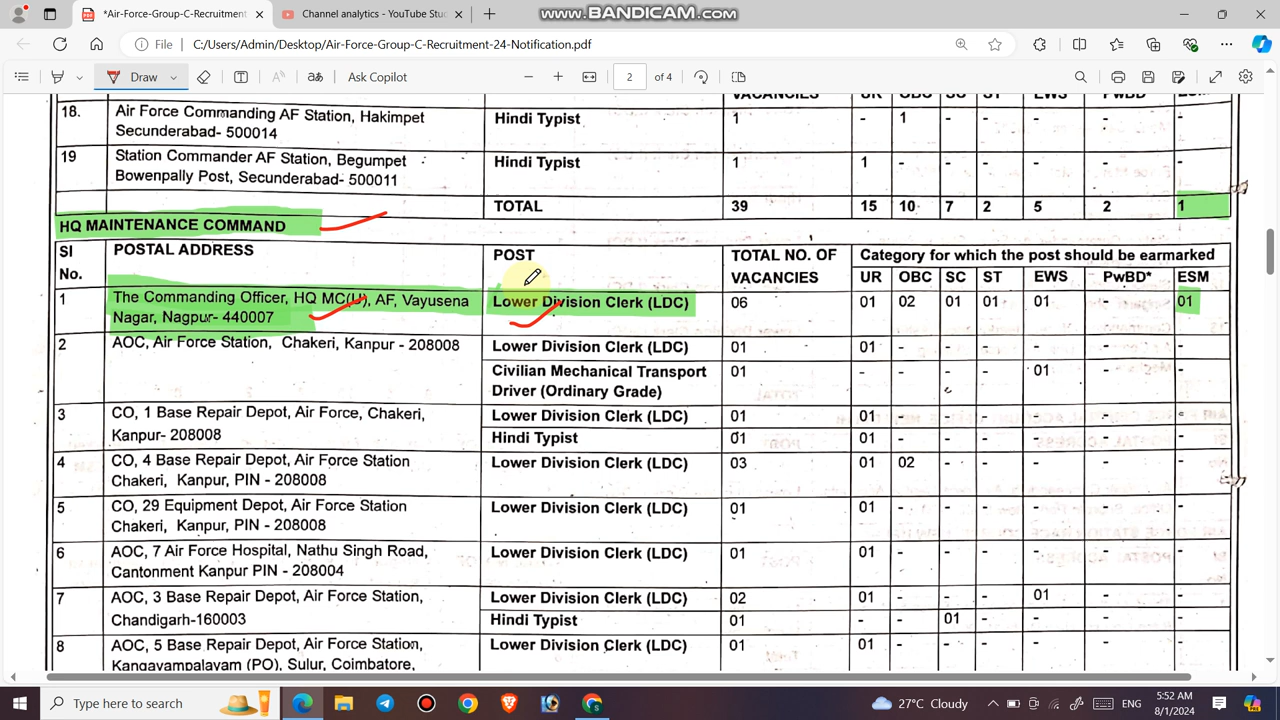 *Air-Force-Group-C-Recruitment
Channel analytics - YouTube Stu
www.BANDICAM.com
File
C:/Users/Admin/Desktop/Air-Force-Group-C-Recruitment-24-Notification.pdf
Draw
Ask Copilot
2 of 4
VACANCIES UR OBC SC ST EWS PwBD ESM
18. Air Force Commanding AF Station, Hakimpet Hindi Typist 1 - 1 - - - - -
Secunderabad- 500014
19 Station Commander AF Station, Begumpet Hindi Typist 1 1 - - - - - -
Bowenpally Post, Secunderabad- 500011
TOTAL 39 15 10 7 2 5 2 1
HQ MAINTENANCE COMMAND
Sl No. POSTAL ADDRESS POST TOTAL NO. OF VACANCIES Category for which the post should be earmarked
UR OBC SC ST EWS PwBD* ESM
1 The Commanding Officer, HQ MC(U), AF, Vayusena Lower Division Clerk (LDC) 06 01 02 01 01 01 - 01
Nagar, Nagpur- 440007
2 AOC, Air Force Station, Chakeri, Kanpur - 208008 Lower Division Clerk (LDC) 01 01 - - - - - -
Civilian Mechanical Transport 01 - - - - 01 - -
Driver (Ordinary Grade)
3 CO, 1 Base Repair Depot, Air Force, Chakeri, Lower Division Clerk (LDC) 01 01 - - - - -
Kanpur- 208008 Hindi Typist 01 01 - - - - - -
4 CO, 4 Base Repair Depot, Air Force Station Lower Division Clerk (LDC) 03 01 02 - - - - -
Chakeri, Kanpur, PIN - 208008
5 CO, 29 Equipment Depot, Air Force Station Lower Division Clerk (LDC) 01 01 - - - - - -
Chakeri, Kanpur, PIN - 208008
6 AOC, 7 Air Force Hospital, Nathu Singh Road, Lower Division Clerk (LDC) 01 01 - - - - - -
Cantonment Kanpur PIN - 208004
7 AOC, 3 Base Repair Depot, Air Force Station, Lower Division Clerk (LDC) 02 01 - - - 01 - -
Chandigarh-160003 Hindi Typist 01 - - 01 - - - -
8 AOC, 5 Base Repair Depot, Air Force Station, Lower Division Clerk (LDC) 01 01 - - - - - -
Kangayampalayam (PO), Sulur, Coimbatore,
Type here to search
27°C Cloudy
ENG
5:52 AM
8/1/2024